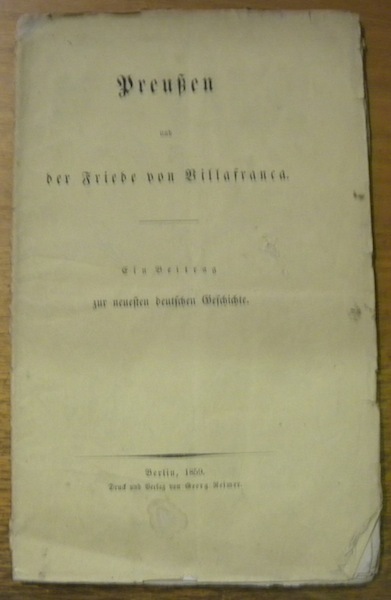 Preußen
und
der Friede von Villafranca.
Ein Beitrag
zur neuesten deutschen Geschichte.
Berlin, 1859.
Druck und Verlag von Georg Reimer.